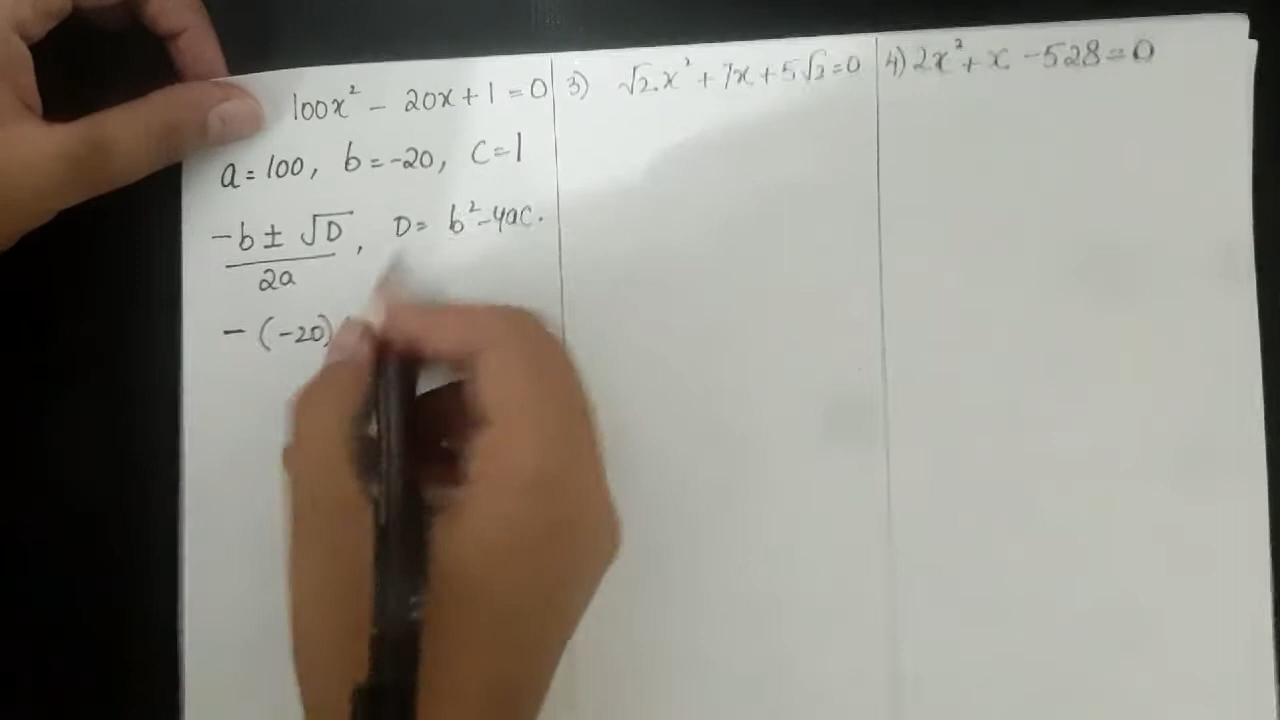 100x² - 20x + 1 = 0
a = 100, b = -20, c = 1
-b ± √D / 2a, D = b² - 4ac.
- (-20)
3) √2.x² + 7x + 5√2 = 0
4) 2x² + x - 528 = 0